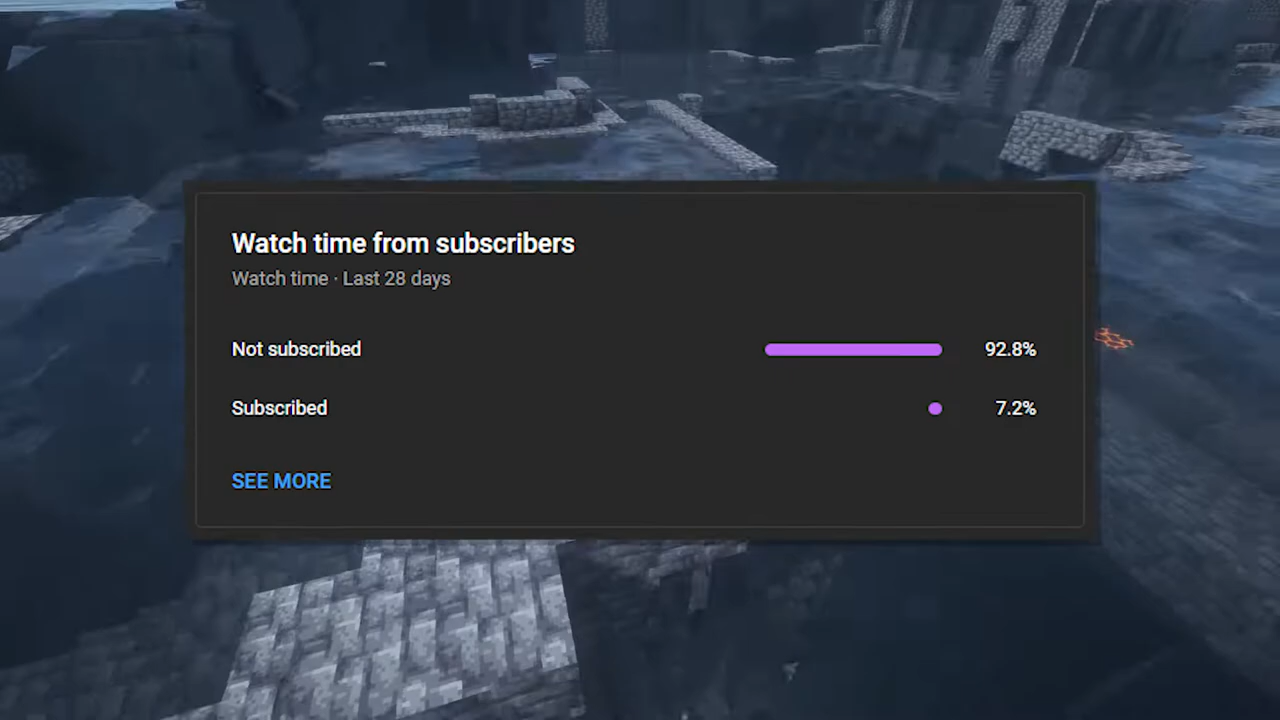 Watch time from subscribers
Watch time · Last 28 days
Not subscribed 92.8%
Subscribed 7.2%
SEE MORE